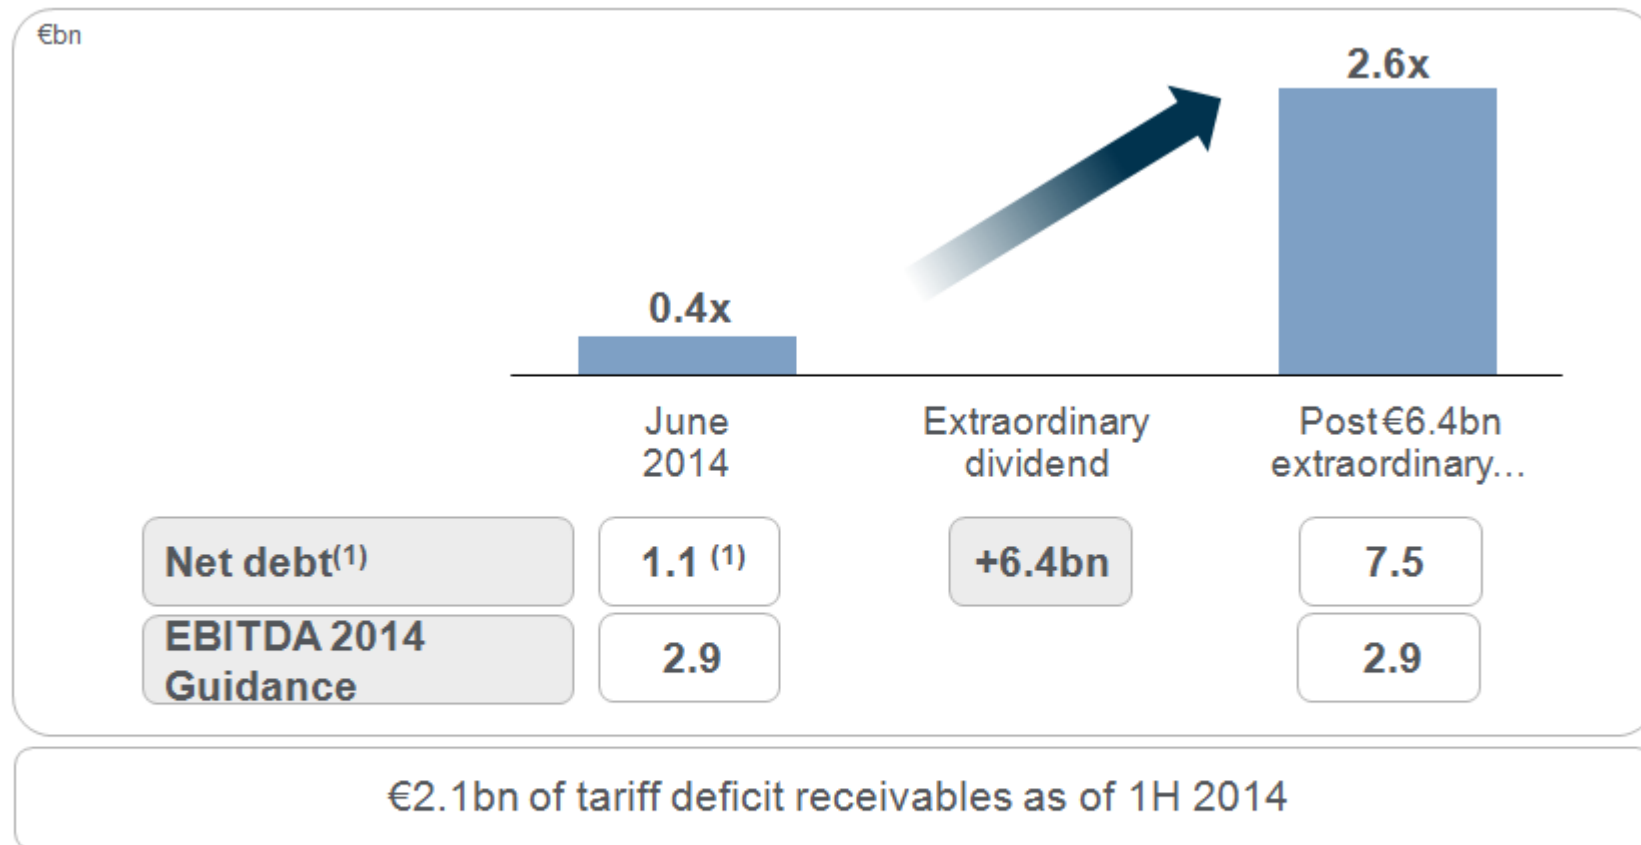 €bn
2.6x
0.4x
June
2014
Extraordinary
dividend
Post €6.4bn
extraordinary…
Net debt(1)
1.1 (1)
+6.4bn
7.5
EBITDA 2014
Guidance
2.9
2.9
€2.1bn of tariff deficit receivables as of 1H 2014